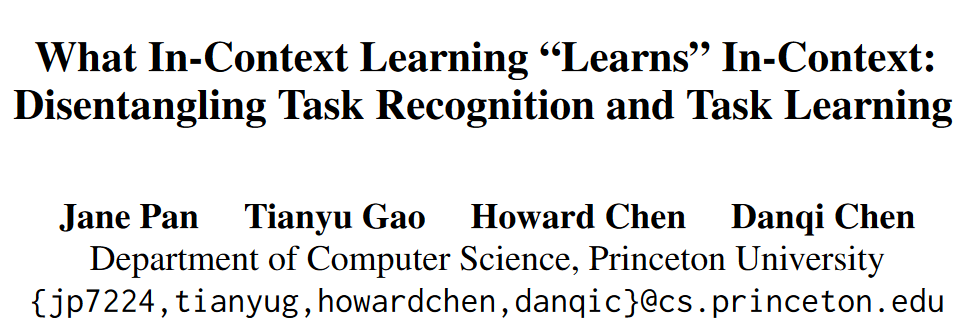 What In-Context Learning “Learns” In-Context:
Disentangling Task Recognition and Task Learning
Jane Pan Tianyu Gao Howard Chen Danqi Chen
Department of Computer Science, Princeton University
{jp7224,tianyug,howardchen,danqic}@cs.princeton.edu